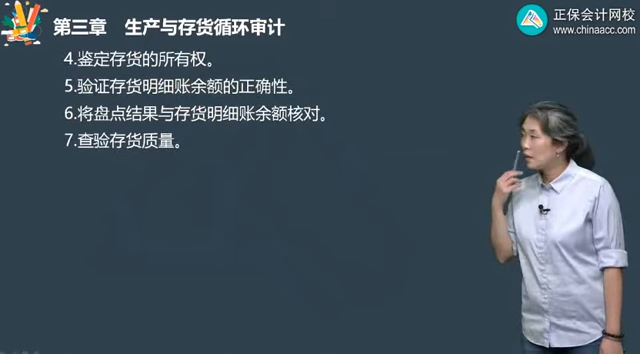 正保会计网校
www.chinaacc.com
第三章 生产与存货循环审计
4.鉴定存货的所有权。
5.验证存货明细账余额的正确性。
6.将盘点结果与存货明细账余额核对。
7.查验存货质量。